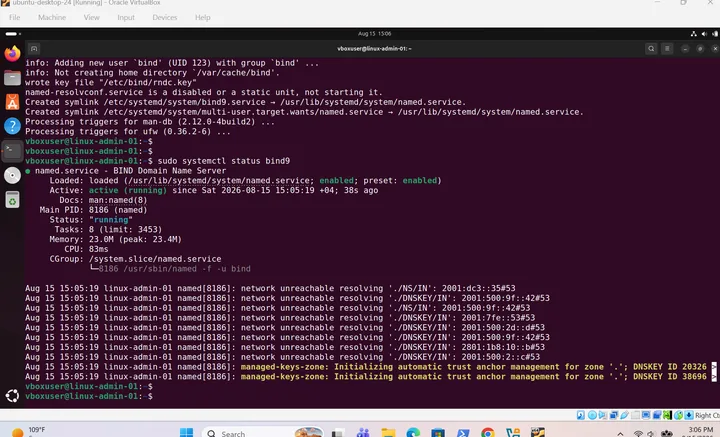 ubuntu-desktop-24 [Running] - Oracle VirtualBox
File Machine View Input Devices Help
Aug 15 15:06
vboxuser@linux-admin-01: ~
info: Adding new user `bind' (UID 123) with group `bind' ...
info: Not creating home directory `/var/cache/bind'.
wrote key file "/etc/bind/rndc.key"
named-resolvconf.service is a disabled or a static unit, not starting it.
Created symlink /etc/systemd/system/bind9.service → /usr/lib/systemd/system/named.service.
Created symlink /etc/systemd/system/multi-user.target.wants/named.service → /usr/lib/systemd/system/named.service.
Processing triggers for man-db (2.12.0-4build2) ...
Processing triggers for ufw (0.36.2-6) ...
vboxuser@linux-admin-01:~$
vboxuser@linux-admin-01:~$
vboxuser@linux-admin-01:~$ sudo systemctl status bind9
● named.service - BIND Domain Name Server
Loaded: loaded (/usr/lib/systemd/system/named.service; enabled; preset: enabled)
Active: active (running) since Sat 2026-08-15 15:05:19 +04; 38s ago
Docs: man:named(8)
Main PID: 8186 (named)
Status: "running"
Tasks: 8 (limit: 3453)
Memory: 23.0M (peak: 23.4M)
CPU: 83ms
CGroup: /system.slice/named.service
└─8186 /usr/sbin/named -f -u bind
Aug 15 15:05:19 linux-admin-01 named[8186]: network unreachable resolving './NS/IN': 2001:dc3::35#53
Aug 15 15:05:19 linux-admin-01 named[8186]: network unreachable resolving './DNSKEY/IN': 2001:500:9f::42#53
Aug 15 15:05:19 linux-admin-01 named[8186]: network unreachable resolving './NS/IN': 2001:500:9f::42#53
Aug 15 15:05:19 linux-admin-01 named[8186]: network unreachable resolving './DNSKEY/IN': 2001:7fe::53#53
Aug 15 15:05:19 linux-admin-01 named[8186]: network unreachable resolving './DNSKEY/IN': 2001:500:2d::d#53
Aug 15 15:05:19 linux-admin-01 named[8186]: network unreachable resolving './DNSKEY/IN': 2001:500:9f::42#53
Aug 15 15:05:19 linux-admin-01 named[8186]: network unreachable resolving './DNSKEY/IN': 2801:1b8:10::b#53
Aug 15 15:05:19 linux-admin-01 named[8186]: network unreachable resolving './DNSKEY/IN': 2001:500:2::c#53
Aug 15 15:05:19 linux-admin-01 named[8186]: managed-keys-zone: Initializing automatic trust anchor management for zone '.'; DNSKEY ID 20326 >
Aug 15 15:05:19 linux-admin-01 named[8186]: managed-keys-zone: Initializing automatic trust anchor management for zone '.'; DNSKEY ID 38696 >
vboxuser@linux-admin-01:~$
vboxuser@linux-admin-01:~$
Right Ct
109°F
Search
3:06 PM